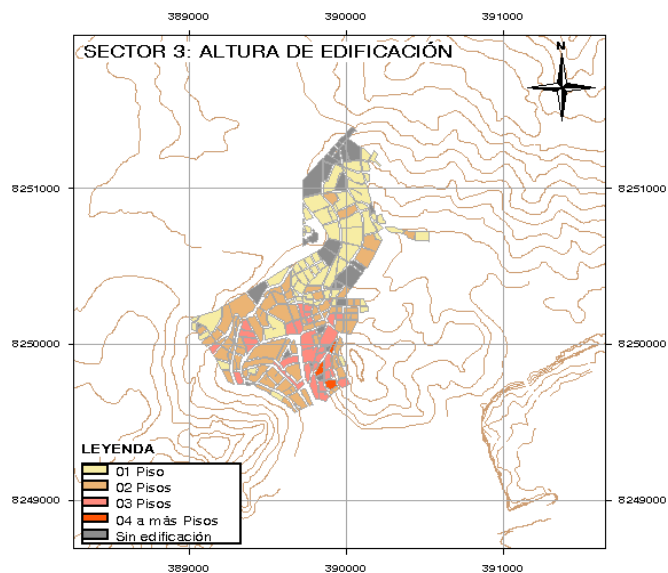 389000 390000 391000
SECTOR 3: ALTURA DE EDIFICACIÓN
N
8251000 8251000
8250000 8250000
LEYENDA
01 Piso
02 Pisos
03 Pisos
04 a más Pisos
Sin edificación
8249000 8249000
389000 390000 391000